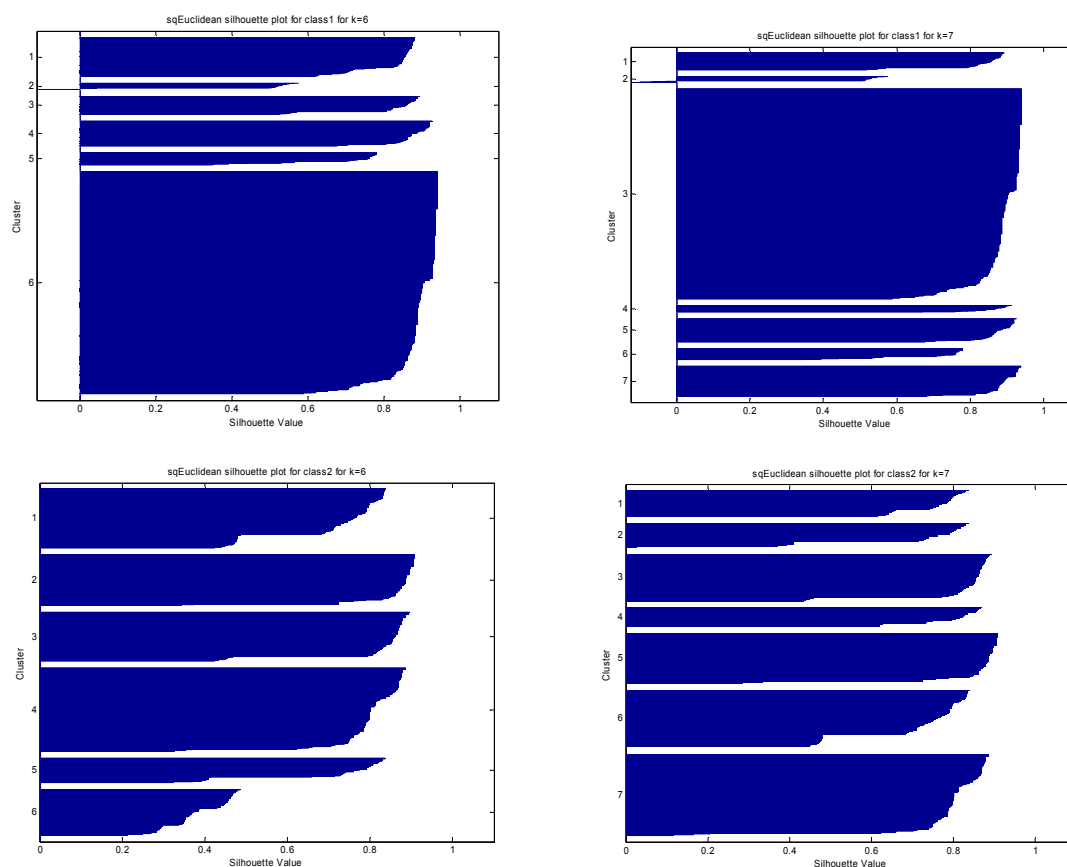 sqEuclidean silhouette plot for class1 for k=6
1
2
3
4
5
6
Cluster
0 0.2 0.4 0.6 0.8 1
Silhouette Value
sqEuclidean silhouette plot for class1 for k=7
1
2
3
4
5
6
7
Cluster
0 0.2 0.4 0.6 0.8 1
Silhouette Value
sqEuclidean silhouette plot for class2 for k=6
1
2
3
4
5
6
Cluster
0 0.2 0.4 0.6 0.8 1
Silhouette Value
sqEuclidean silhouette plot for class2 for k=7
1
2
3
4
5
6
7
Cluster
0 0.2 0.4 0.6 0.8 1
Silhouette Value